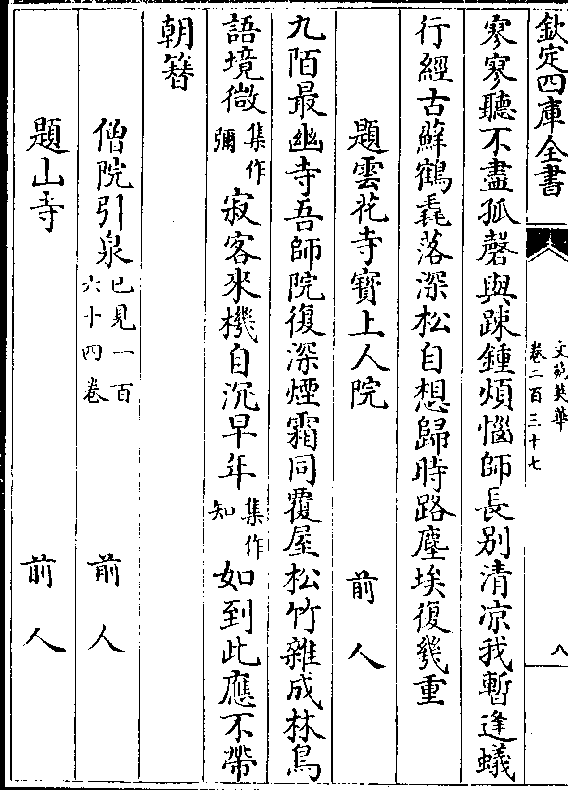 欽定四庫全書
文苑英華
卷二百三十七
八
寥寥聽不盡孤磬與踈鍾煩惱師長别清凉我暫逢蟻
行經古蘚鶴毳落深松自想歸時路塵埃復幾重
題雲花寺寶上人院 前人
九陌最幽寺吾師院復深煙霜同覆屋松竹雜成林鳥
語境微集作彌寂客來機自沉早年集作知如到此應不帶
朝簪
僧院引泉已見一百六十四卷 前人
題山寺 前人